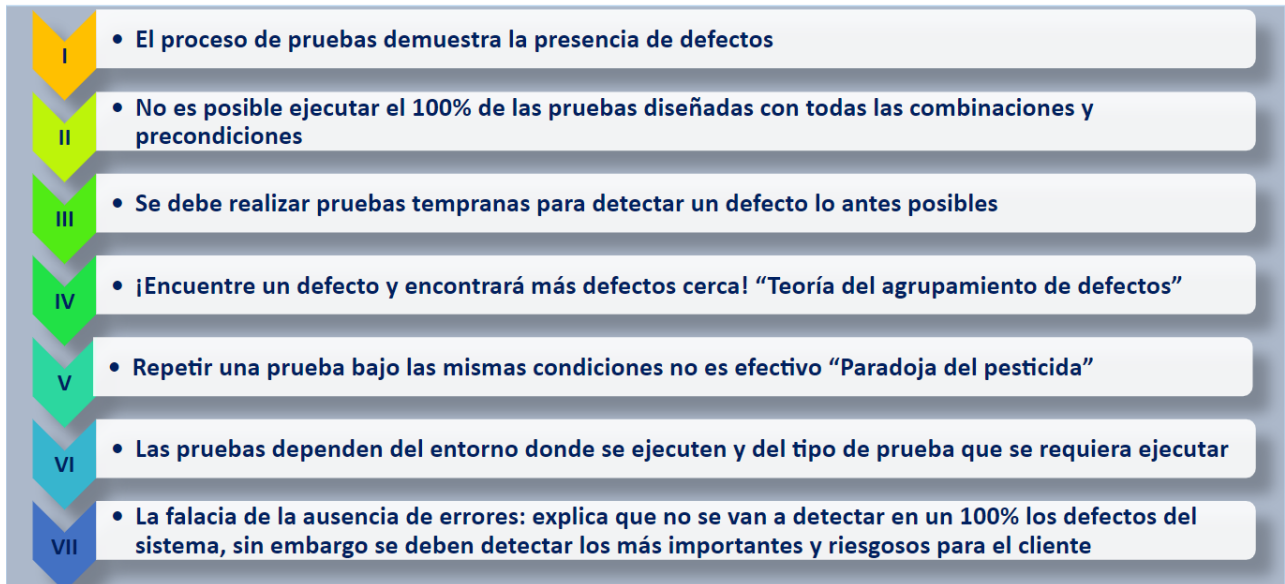 I
• El proceso de pruebas demuestra la presencia de defectos
II
• No es posible ejecutar el 100% de las pruebas diseñadas con todas las combinaciones y
precondiciones
III
• Se debe realizar pruebas tempranas para detectar un defecto lo antes posibles
IV
• ¡Encuentre un defecto y encontrará más defectos cerca! “Teoría del agrupamiento de defectos”
V
• Repetir una prueba bajo las mismas condiciones no es efectivo “Paradoja del pesticida”
VI
• Las pruebas dependen del entorno donde se ejecuten y del tipo de prueba que se requiera ejecutar
VII
• La falacia de la ausencia de errores: explica que no se van a detectar en un 100% los defectos del
sistema, sin embargo se deben detectar los más importantes y riesgosos para el cliente